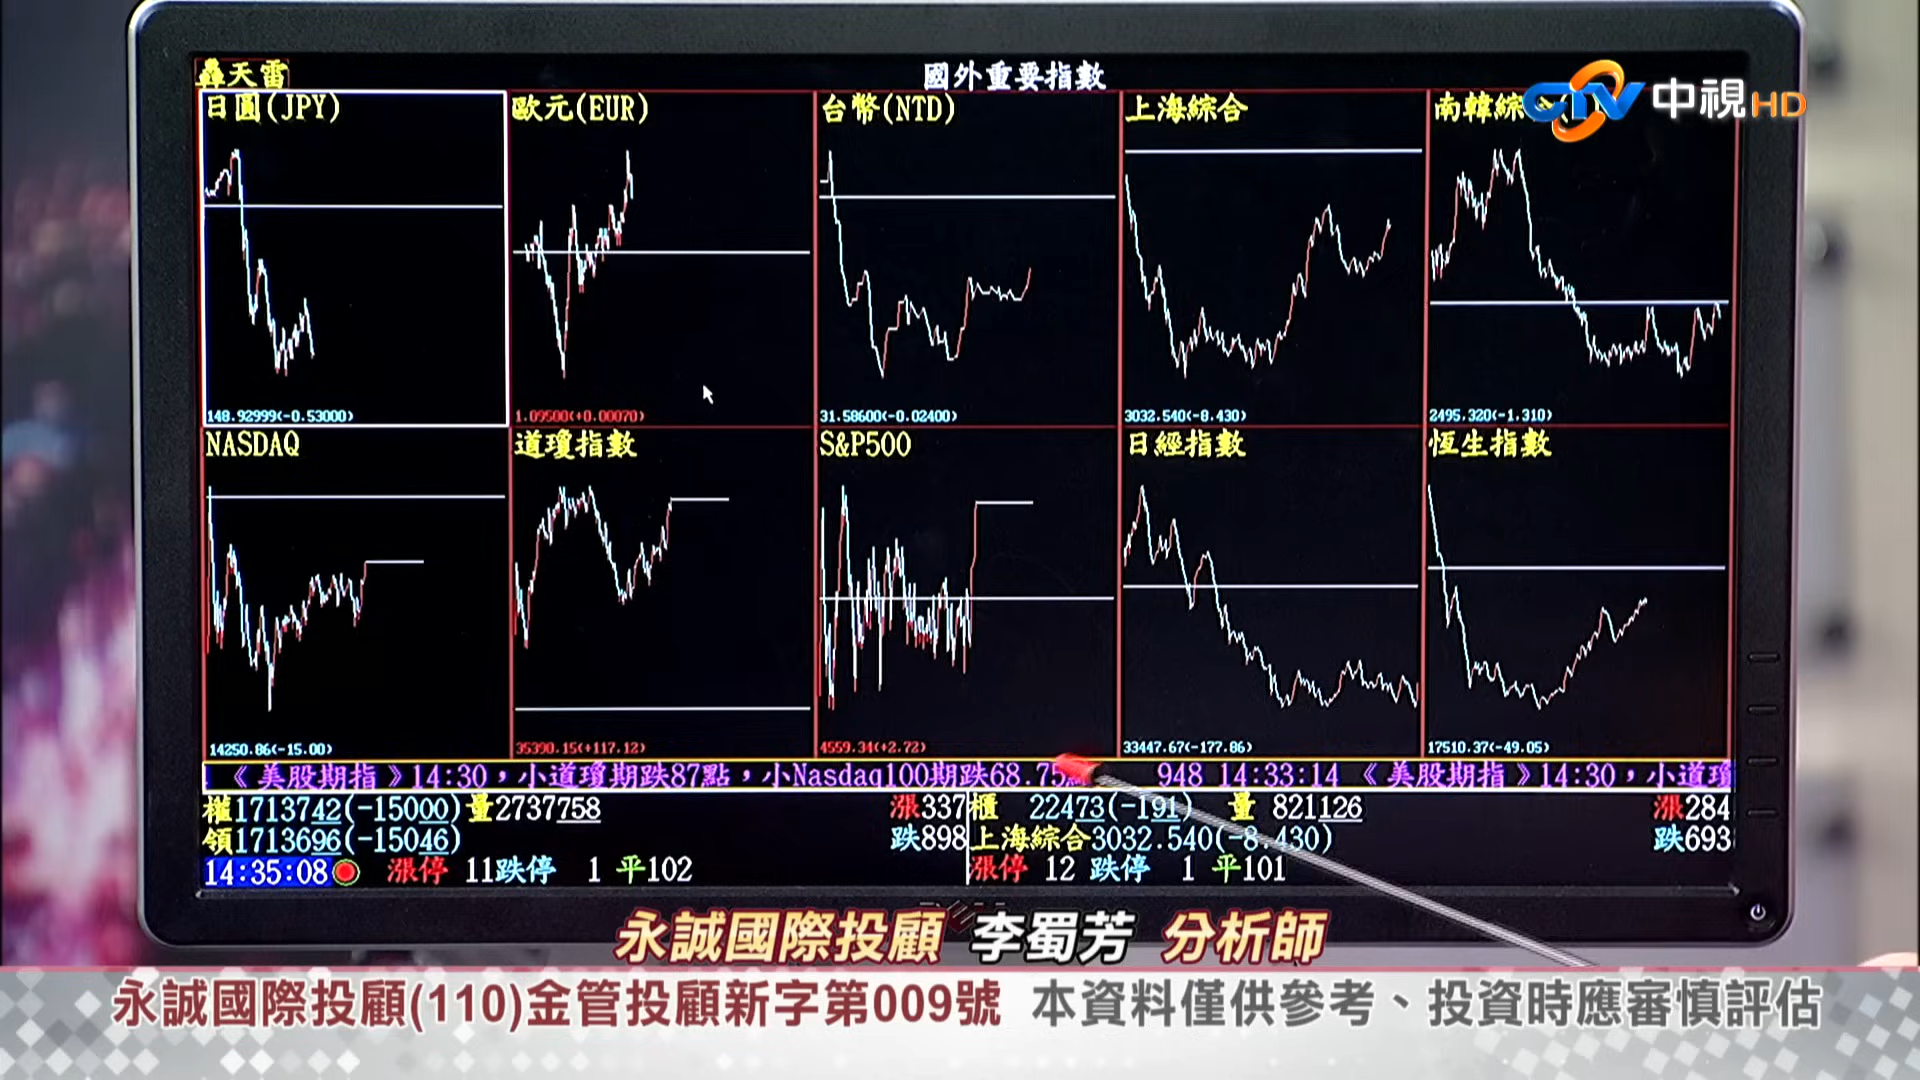 轟天雷
國外重要指數
CTV 中視HD
日圓(JPY)
歐元(EUR)
台幣(NTD)
上海綜合
南韓綜合
148.92999(-0.53000)
1.09500(+0.00070)
31.58600(-0.02400)
3032.540(-8.430)
2495.320(-1.310)
NASDAQ
道瓊指數
S&P500
日經指數
恆生指數
14250.86(-15.00)
35390.15(+117.12)
4559.34(+2.72)
33447.67(-177.86)
17510.37(-49.05)
《美股期指》14:30，小道瓊期跌87點，小Nasdaq100期跌68.75 948 14:33:14 《美股期指》14:30，小道瓊
權1713742(-15000)量2737758 漲337 櫃 22473(-191) 量 821126 漲284
領1713696(-15046) 跌898 上海綜合3032.540(-8.430) 跌693
14:35:08 漲停 11跌停 1 平102 漲停 12 跌停 1 平101
永誠國際投顧 李蜀芳 分析師
永誠國際投顧(110)金管投顧新字第009號 本資料僅供參考、投資時應審慎評估